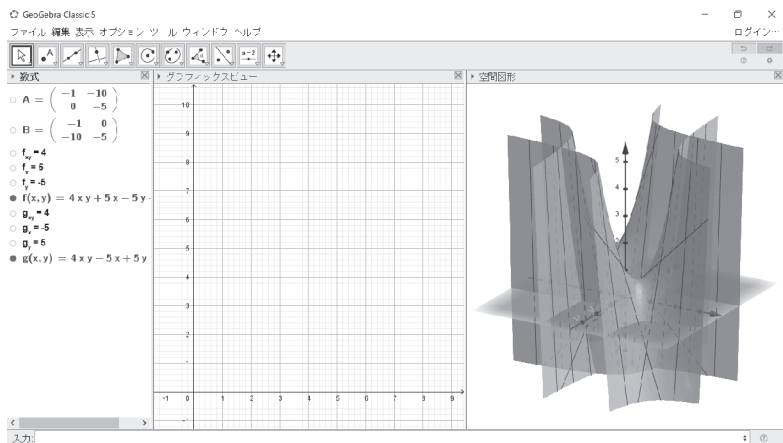 GeoGebra Classic 5
ファイル 編集 表示 オプション ツール ウィンドウ ヘルプ
ログイン…
a=2
数式
グラフィックスビュー
空間図形
A = ( -1 -10
0 -5 )
B = ( -1 0
-10 -5 )
f_xy = 4
f_x = 5
f_y = -5
f(x, y) = 4 x y + 5 x − 5 y -
g_xy = 4
g_x = -5
g_y = 5
g(x, y) = 4 x y − 5 x + 5 y
10
9
8
7
6
5
4
3
2
-1 0 1 2 3 4 5 6 7 8 9
5
4
3
2
入力: